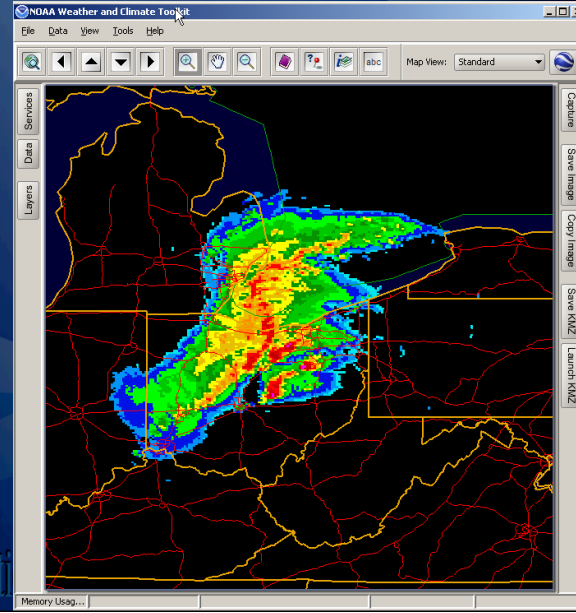 NOAA Weather and Climate Toolkit
File Data View Tools Help
abc Map View: Standard
Services
Data
Layers
Capture
Save Image
Copy Image
Save KMZ
Launch KMZ
Memory Usag...